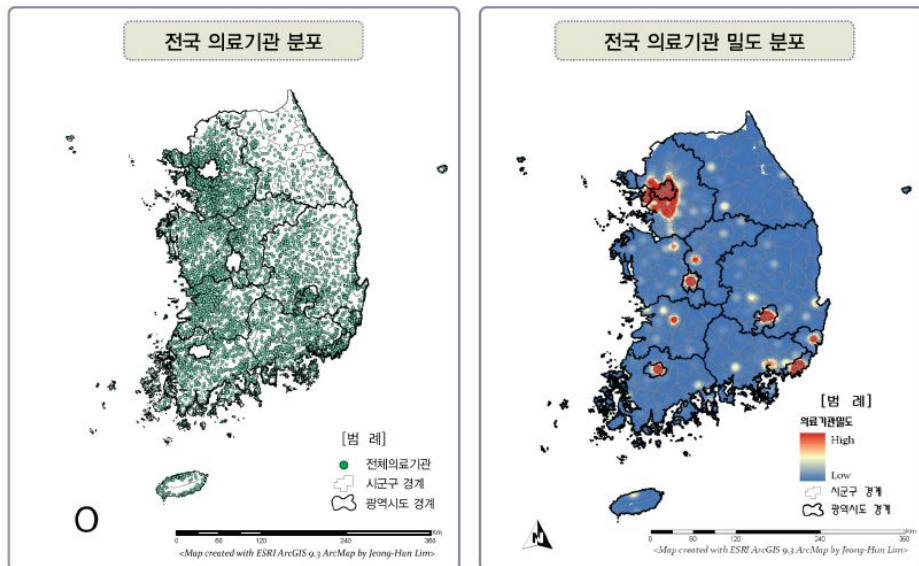 전국 의료기관 분포
[범 례]
전체의료기관
시군구 경계
광역시도 경계
O
0 60 120 240 360
Km
<Map created with ESRI ArcGIS 9.3 ArcMap by Jeong-Hun Lim>
전국 의료기관 밀도 분포
[범 례]
의료기관밀도
High
Low
시군구 경계
광역시도 경계
N
0 80 120 240 360
Km
<Map created with ESRI ArcGIS 9.3 ArcMap by Jeong-Hun Lim>